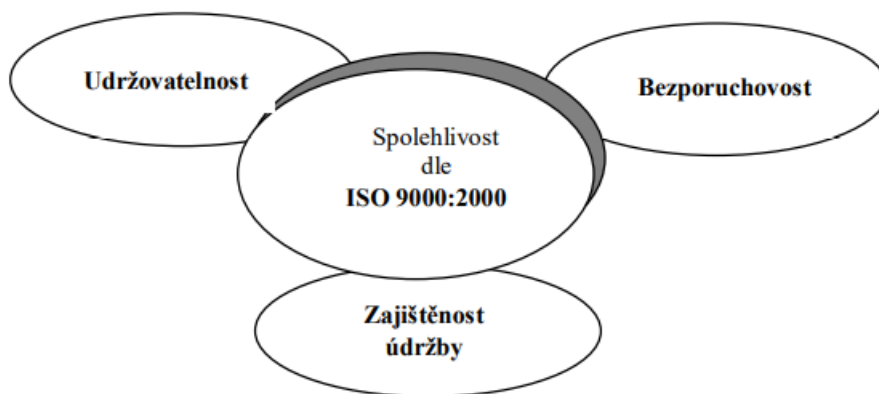 Udržovatelnost
Bezporuchovost
Spolehlivost
dle
ISO 9000:2000
Zajištěnost
údržby